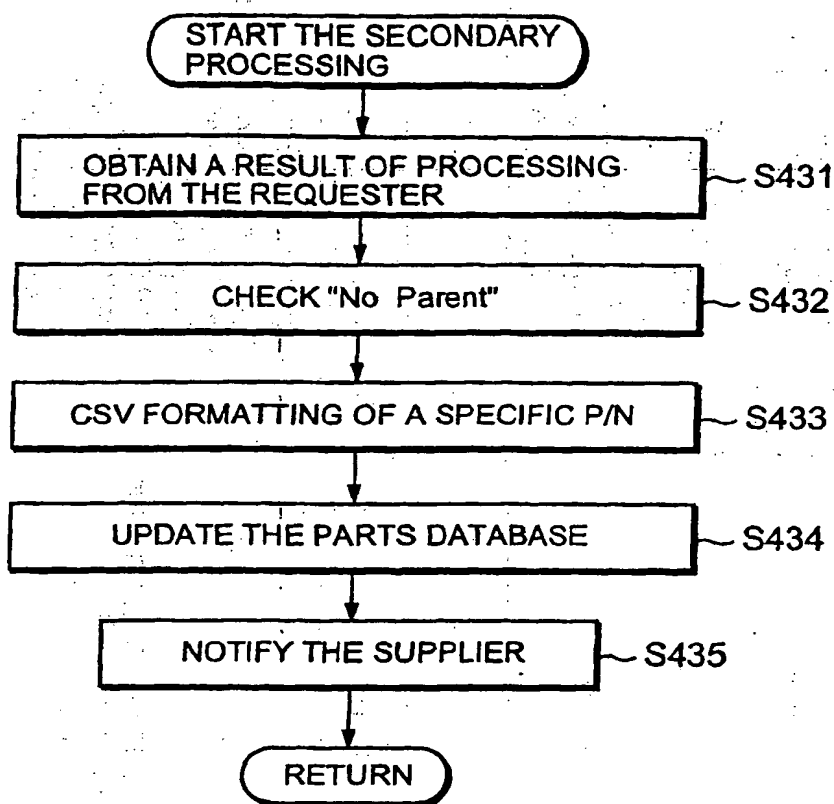 START THE SECONDARY
PROCESSING
OBTAIN A RESULT OF PROCESSING
FROM THE REQUESTER
S431
CHECK "No Parent"
S432
CSV FORMATTING OF A SPECIFIC P/N
S433
UPDATE THE PARTS DATABASE
S434
NOTIFY THE SUPPLIER
S435
RETURN